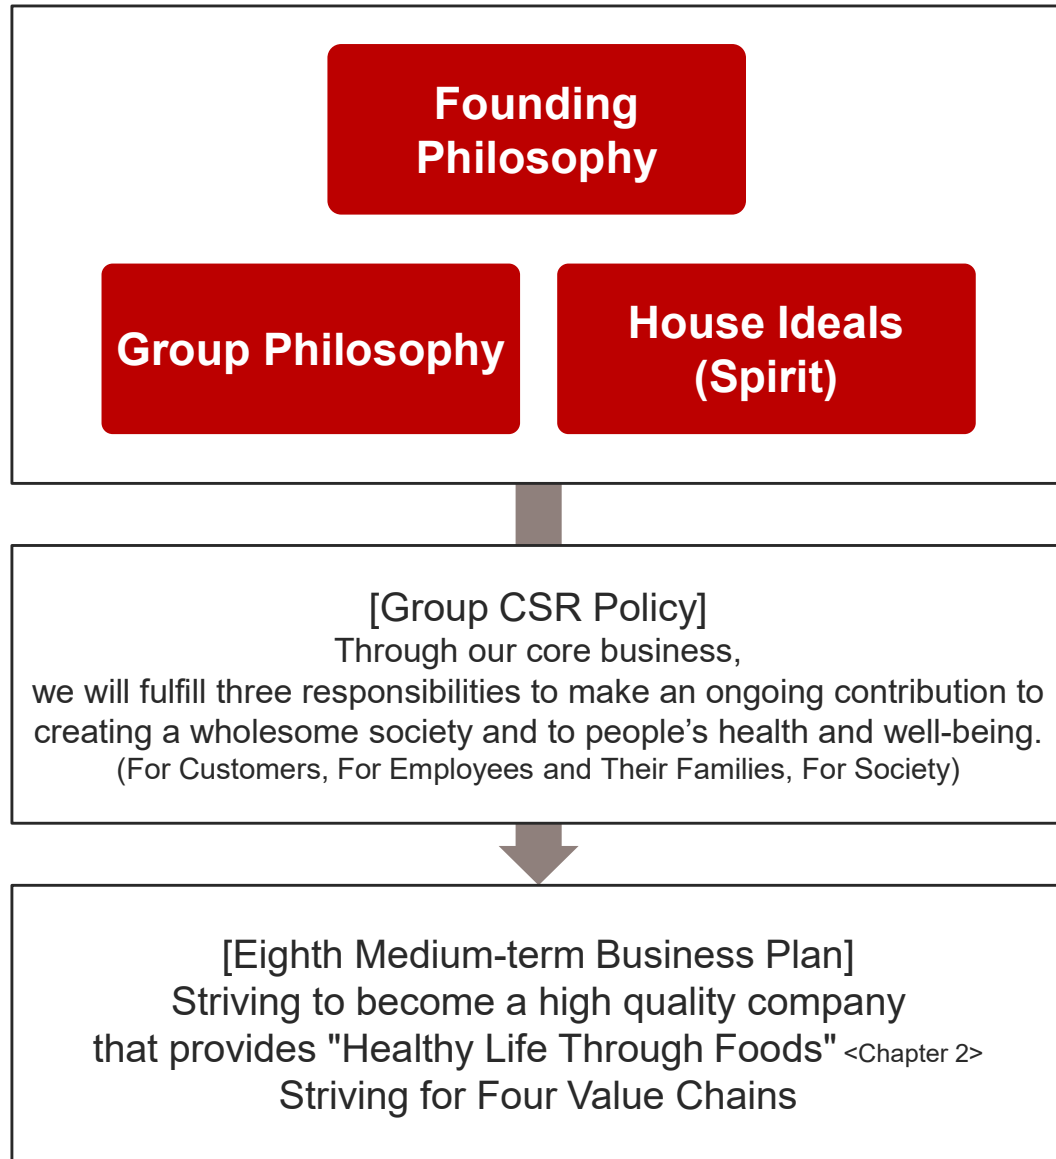 Founding
Philosophy
Group Philosophy
House Ideals
(Spirit)
[Group CSR Policy]
Through our core business,
we will fulfill three responsibilities to make an ongoing contribution to
creating a wholesome society and to people’s health and well-being.
(For Customers, For Employees and Their Families, For Society)
[Eighth Medium-term Business Plan]
Striving to become a high quality company
that provides "Healthy Life Through Foods" <Chapter 2>
Striving for Four Value Chains